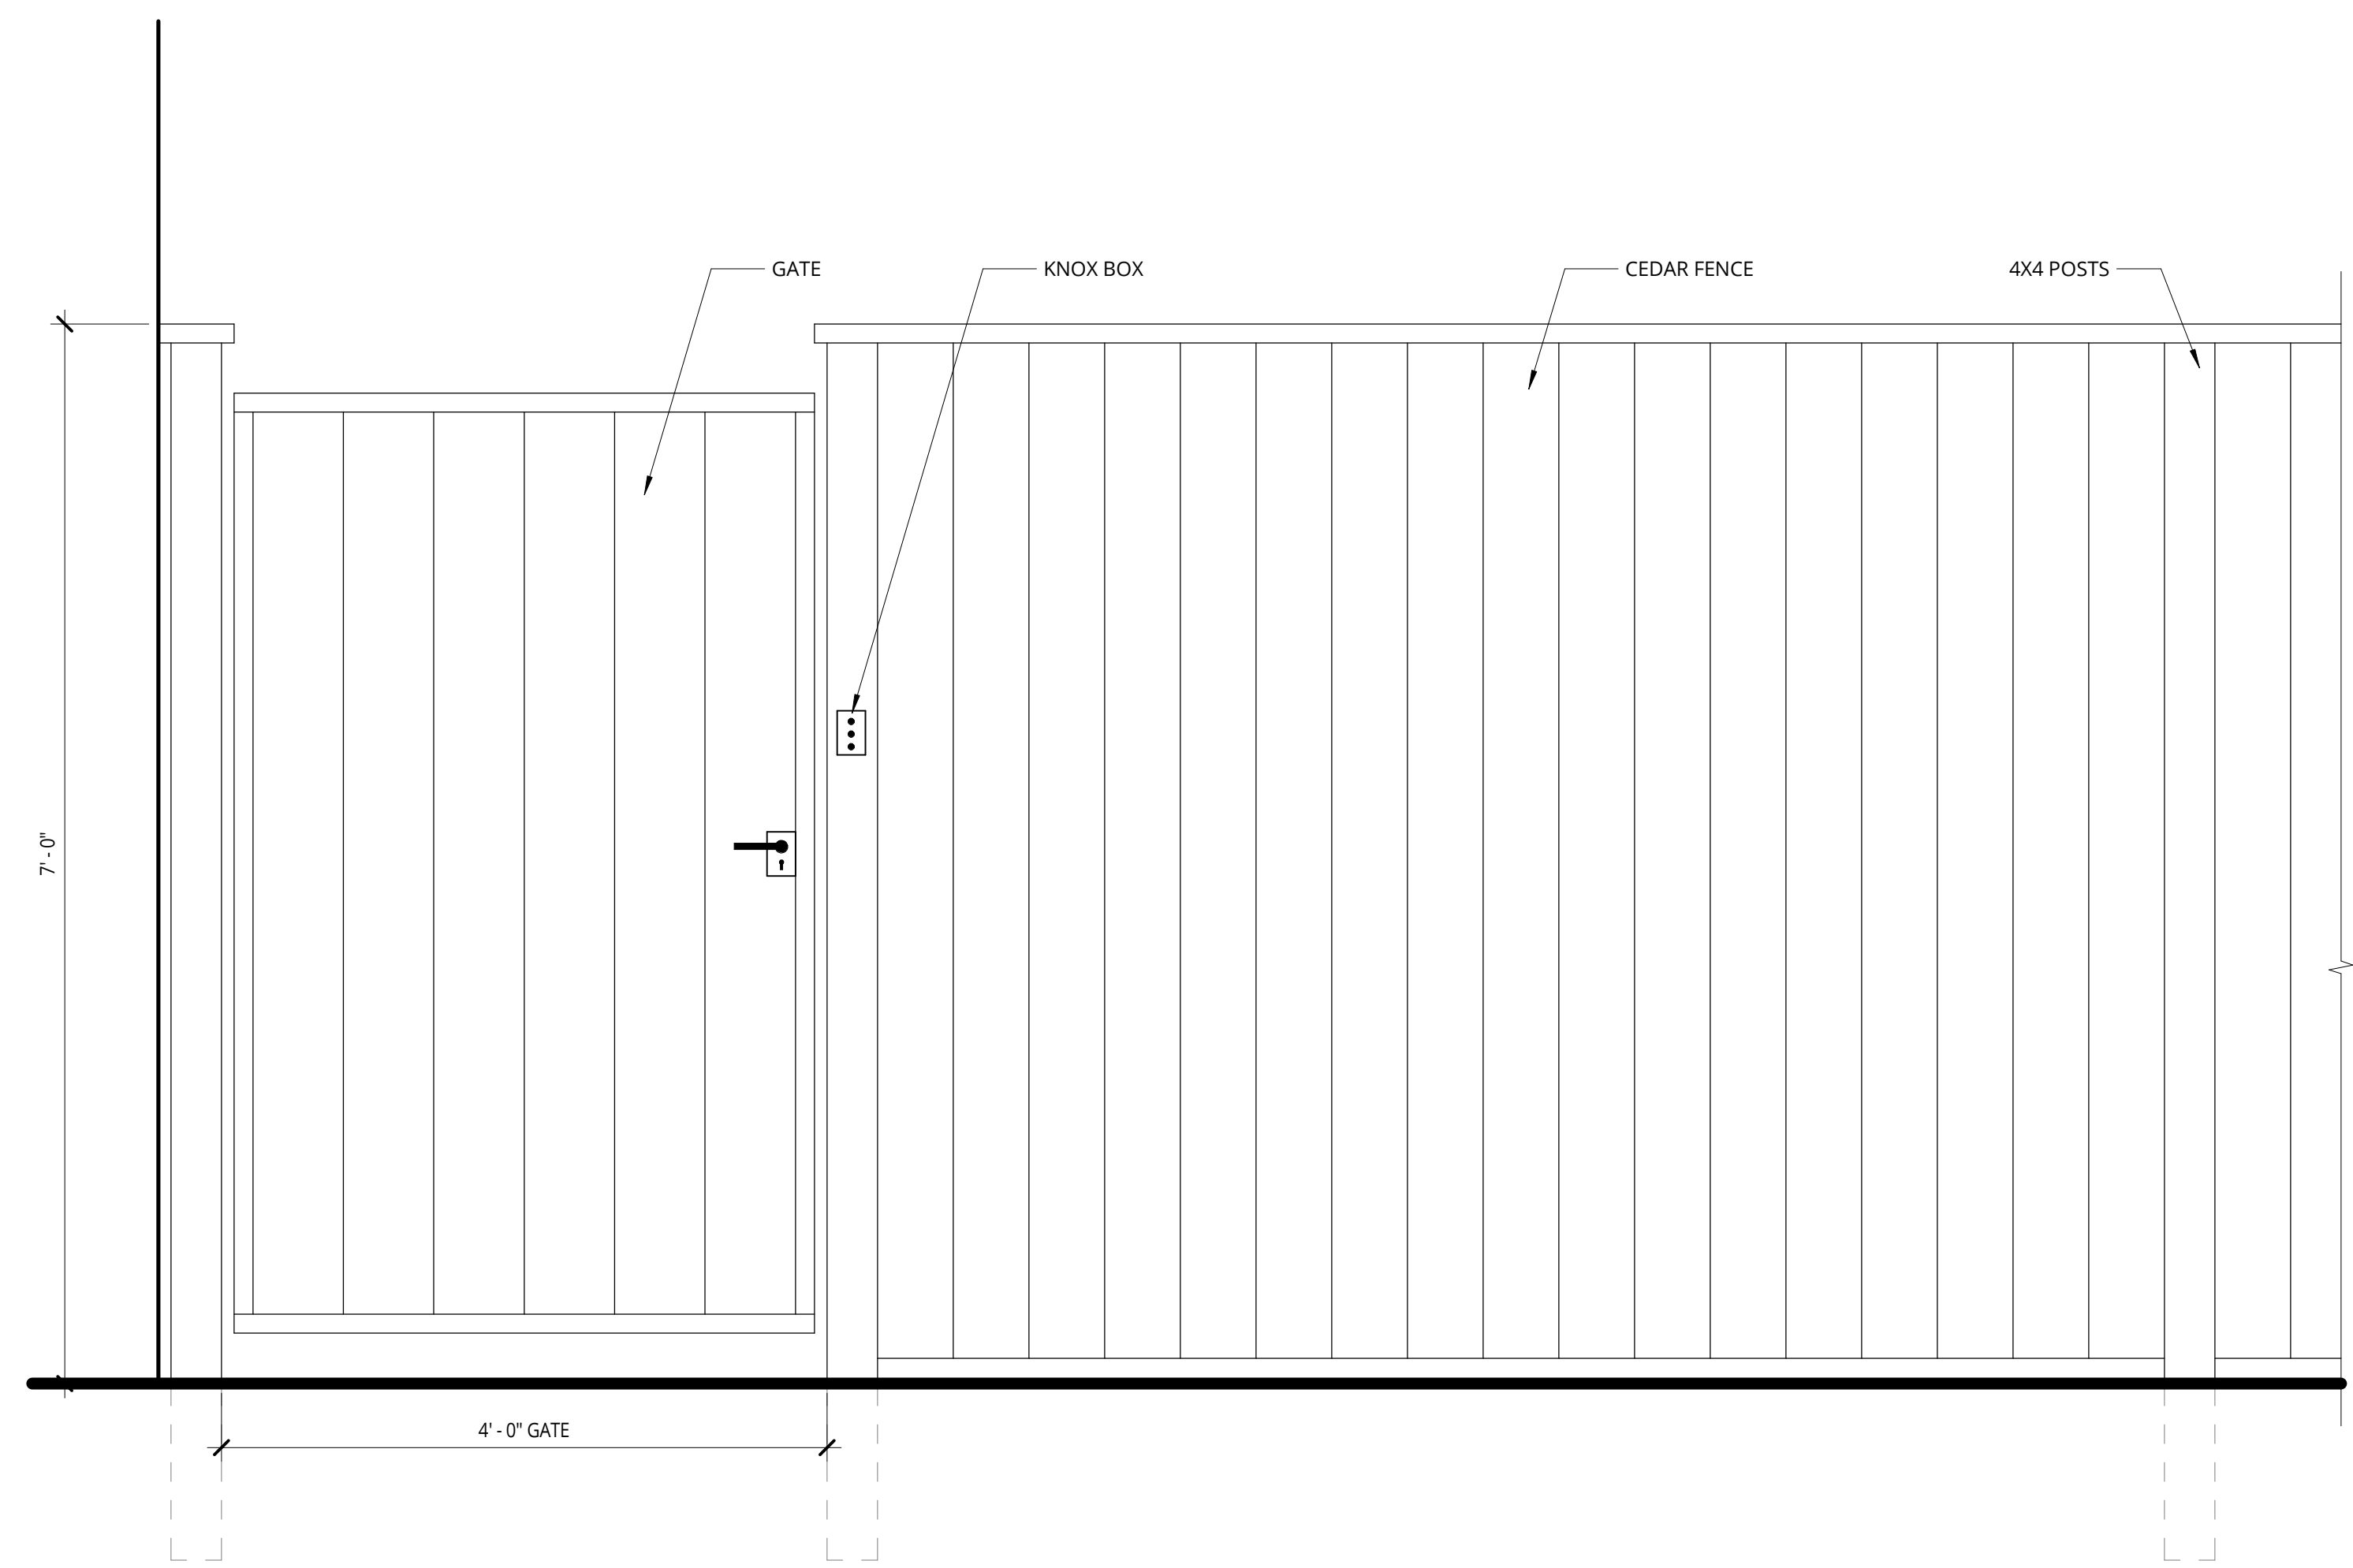 GATE
KNOX BOX
CEDAR FENCE
4X4 POSTS
7' - 0"
4' - 0" GATE